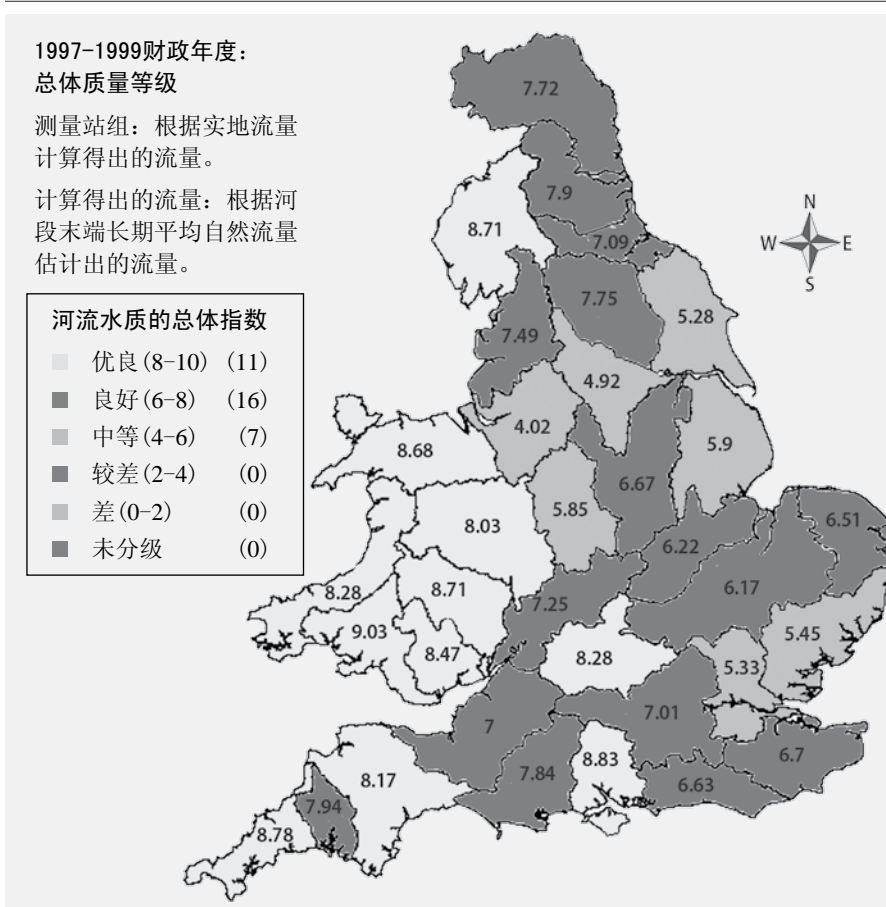 1997-1999财政年度：
总体质量等级
测量站组：根据实地流量
计算得出的流量。
计算得出的流量：根据河
段末端长期平均自然流量
估计出的流量。
河流水质的总体指数
优良(8-10) (11)
良好(6-8) (16)
中等(4-6) (7)
较差(2-4) (0)
差(0-2) (0)
未分级 (0)
N
W E
S
7.72
7.9
8.71
7.09
7.75
5.28
7.49
4.92
4.02
5.9
8.68
6.67
5.85
8.03
6.51
6.22
6.17
8.28
8.71
7.25
9.03
5.45
8.47
8.28
5.33
7.01
7
6.7
8.83
7.84
8.17
6.63
7.94
8.78